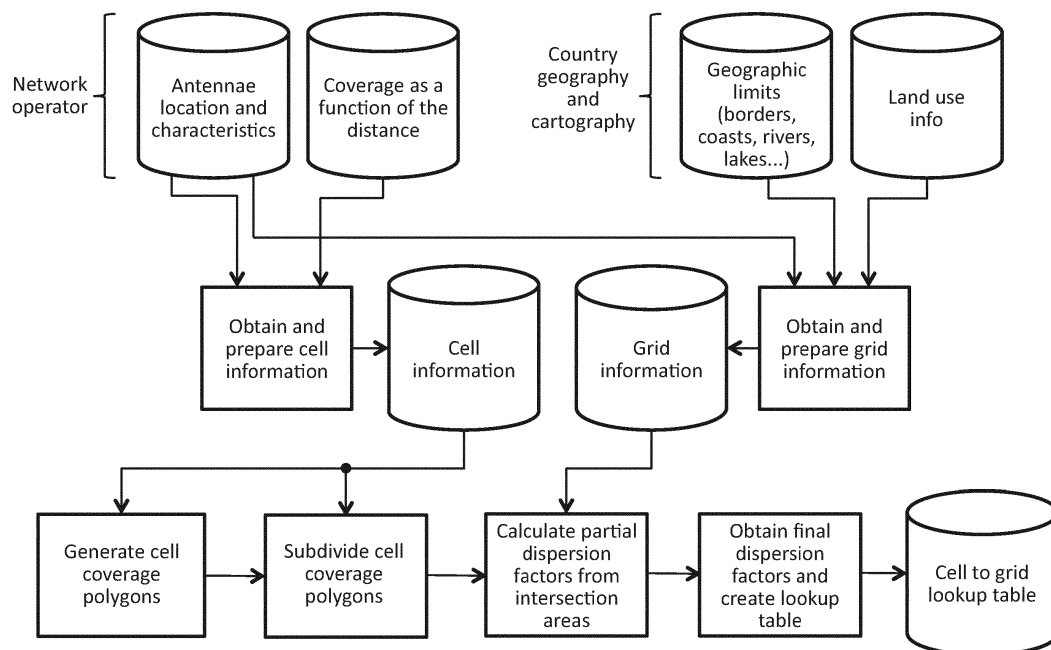 Network
operator
Antennae
location and
characteristics
Coverage as a
function of the
distance
Country
geography
and
cartography
Geographic
limits
(borders,
coasts, rivers,
lakes...)
Land use
info
Obtain and
prepare cell
information
Cell
information
Grid
information
Obtain and
prepare grid
information
Generate cell
coverage
polygons
Subdivide cell
coverage
polygons
Calculate partial
dispersion
factors from
intersection
areas
Obtain final
dispersion
factors and
create lookup
table
Cell to grid
lookup table